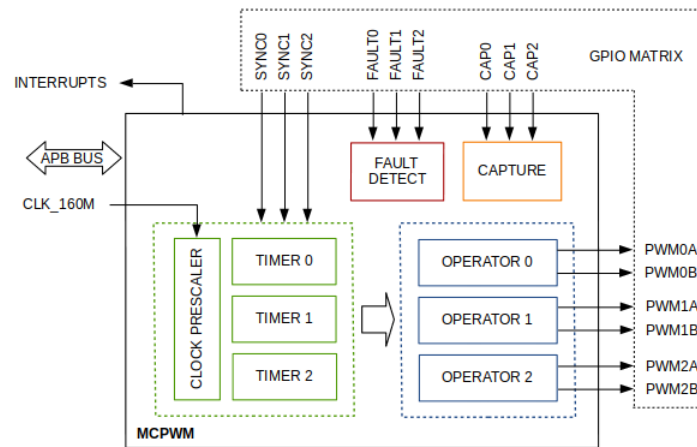 SYNC0
SYNC1
SYNC2
FAULT0
FAULT1
FAULT2
CAP0
CAP1
CAP2
GPIO MATRIX
INTERRUPTS
APB BUS
CLK_160M
FAULT
DETECT
CAPTURE
CLOCK PRESCALER
TIMER 0
TIMER 1
TIMER 2
OPERATOR 0
OPERATOR 1
OPERATOR 2
PWM0A
PWM0B
PWM1A
PWM1B
PWM2A
PWM2B
MCPWM